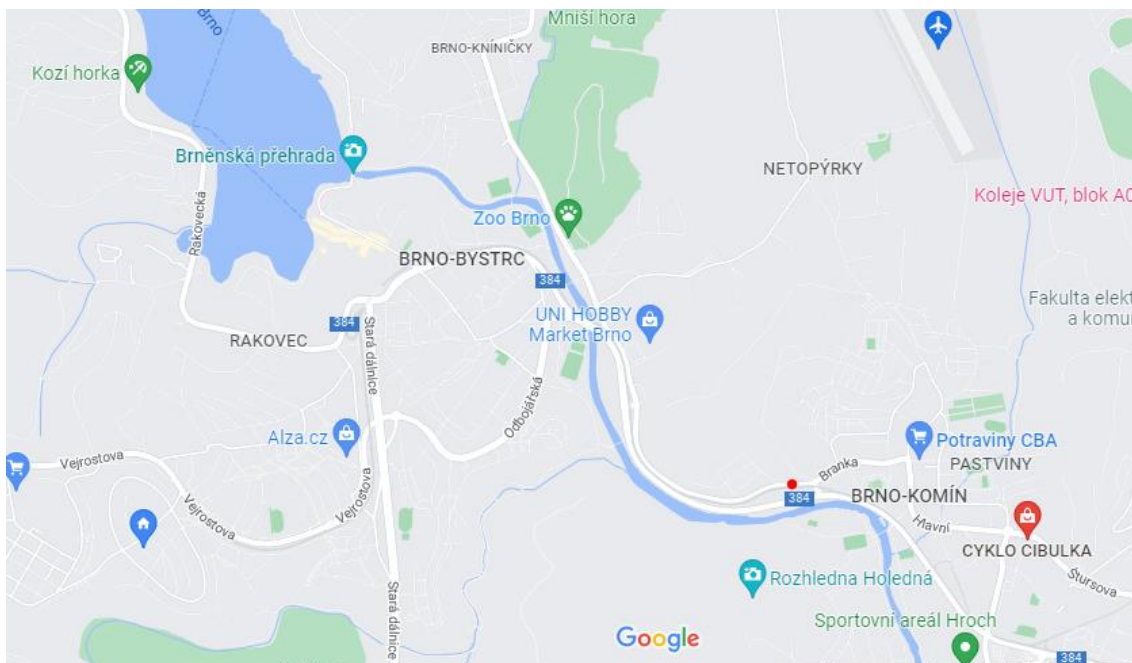 Brno
Mniší hora
BRNO-KNÍNIČKY
Kozí horka
Brněnská přehrada
NETOPÝRKY
Koleje VUT, blok A0
Rakovecká
Zoo Brno
BRNO-BYSTRC
384
UNI HOBBY
Market Brno
Fakulta elekt
a komu
384
RAKOVEC
Stará dálnice
Odbojářská
Alza.cz
Potraviny CBA
Vejrostova
Branka
PASTVINY
384
BRNO-KOMÍN
Vejrostova
Vejrostova
Hlavní
CYKLO CIBULKA
Rozhledna Holedná
Štursova
Stará dálnice
Sportovní areál Hroch
Google
384